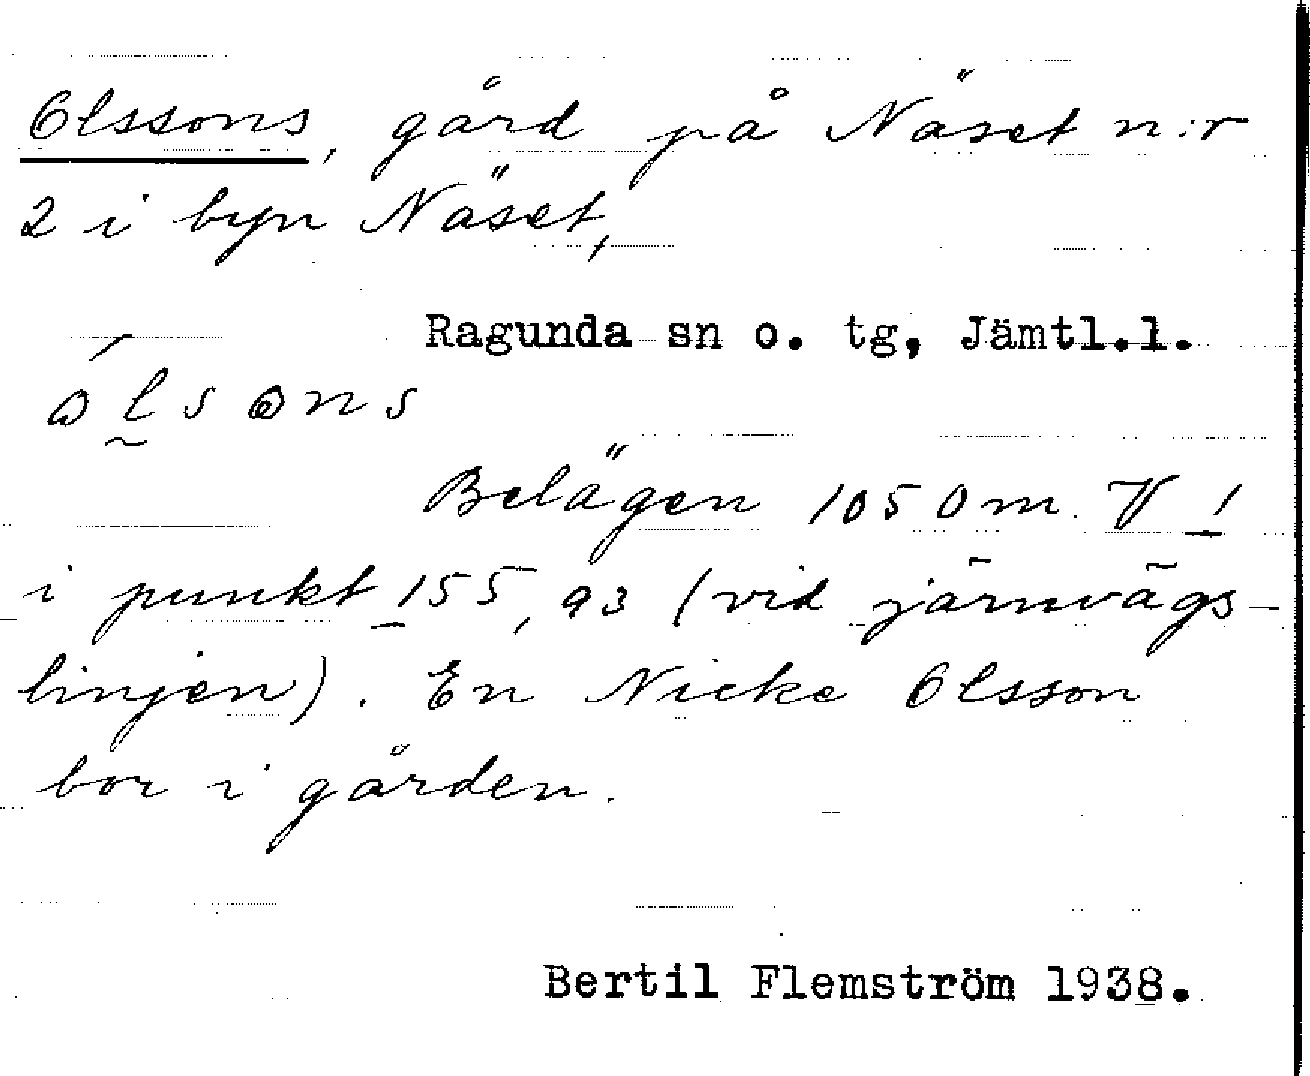 Olssons, gård på Näset n:r
2 i byn Näset,
Ragunda sn o. tg, Jämtl.l.
ólsons
Belägen 1050 m. V 1
i punkt 155,93 (vid järnvägs-
linjen). En Nicke Olsson
bor i gården.
Bertil Flemström 1938.